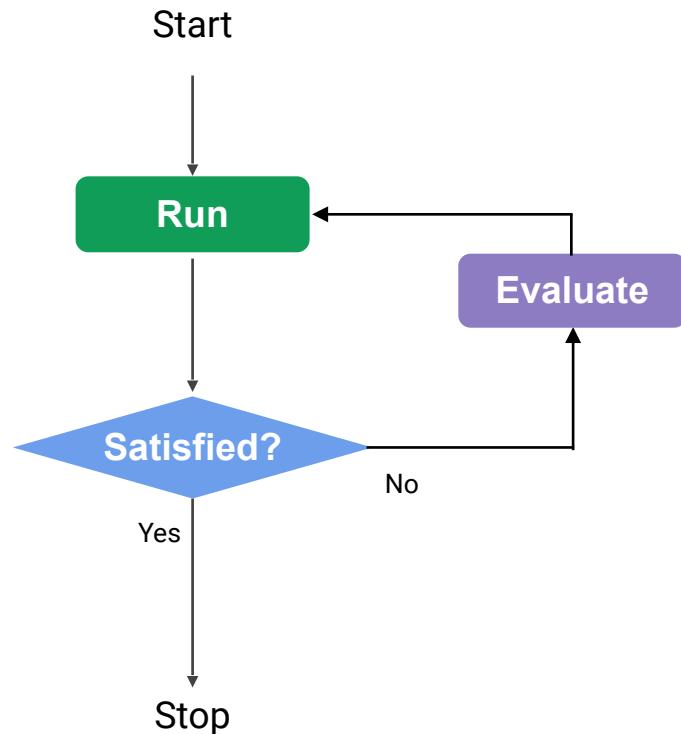 Start
Run
Evaluate
Satisfied?
No
Yes
Stop